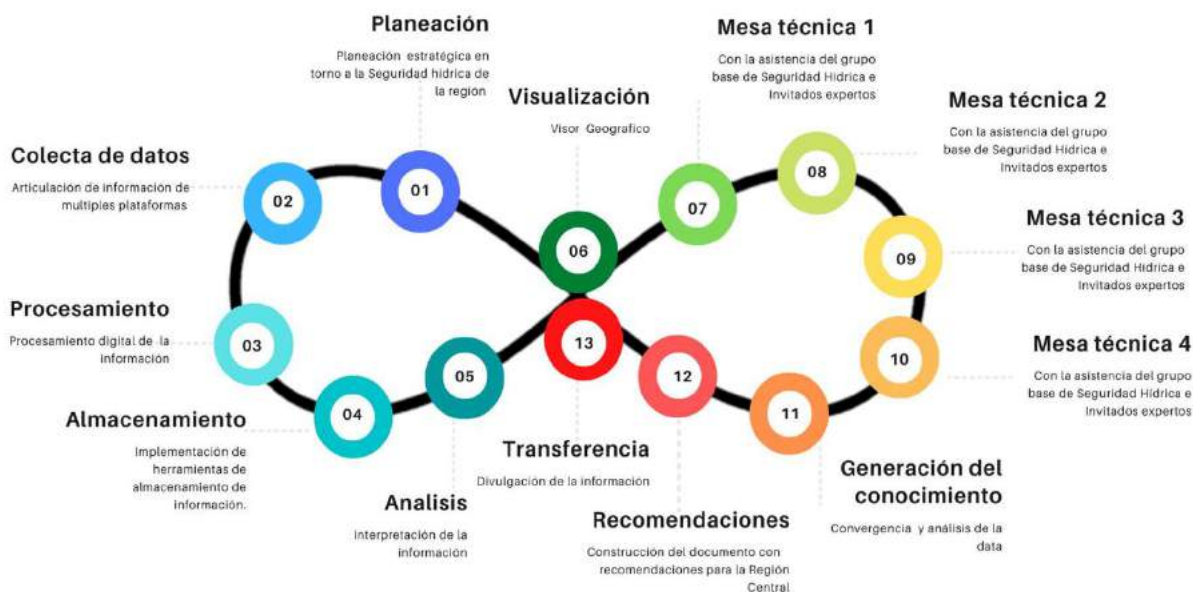 Planeación
Planeación estratégica en
torno a la Seguridad hídrica de
la región
01
Colecta de datos
Articulación de información de
multiples plataformas
02
Procesamiento
Procesamiento digital de la
información
03
Almacenamiento
Implementación de
herramientas de
almacenamiento de
información.
04
Analisis
Interpretación de la
información
05
Visualización
Visor Geografico
06
Mesa técnica 1
Con la asistencia del grupo
base de Seguridad Hídrica e
Invitados expertos
07
Mesa técnica 2
Con la asistencia del grupo
base de Seguridad Hídrica e
Invitados expertos
08
Mesa técnica 3
Con la asistencia del grupo
base de Seguridad Hídrica e
Invitados expertos
09
Mesa técnica 4
Con la asistencia del grupo
base de Seguridad Hídrica e
Invitados expertos
10
Generación del
conocimiento
Convergencia y análisis de la
data
11
Recomendaciones
Construcción del documento con
recomendaciones para la Región
Central
12
Transferencia
Divulgación de la información
13